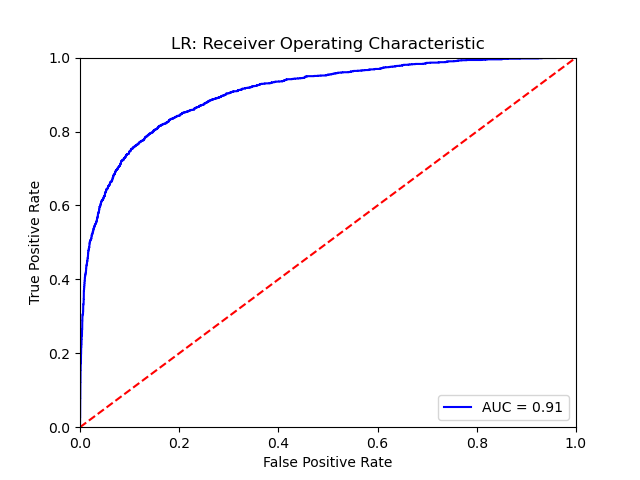 LR: Receiver Operating Characteristic
True Positive Rate
1.0
0.8
0.6
0.4
0.2
0.0
0.0 0.2 0.4 0.6 0.8 1.0
False Positive Rate
AUC = 0.91